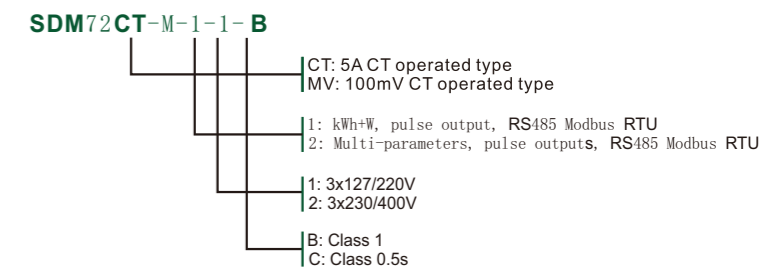 SDM72CT-M-1-1-B
CT: 5A CT operated type
MV: 100mV CT operated type
1: kWh+W, pulse output, RS485 Modbus RTU
2: Multi-parameters, pulse outputs, RS485 Modbus RTU
1: 3x127/220V
2: 3x230/400V
B: Class 1
C: Class 0.5s